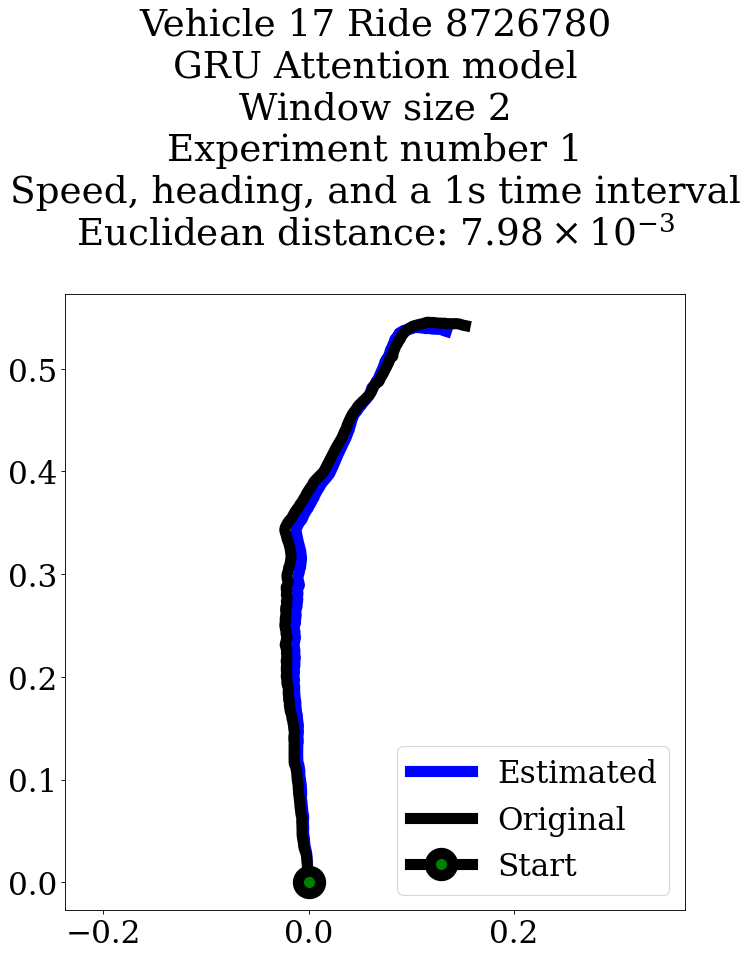 Vehicle 17 Ride 8726780
GRU Attention model
Window size 2
Experiment number 1
Speed, heading, and a 1s time interval
Euclidean distance: 7.98 × 10⁻³
0.5
0.4
0.3
0.2
0.1
0.0
Estimated
Original
Start
−0.2 0.0 0.2